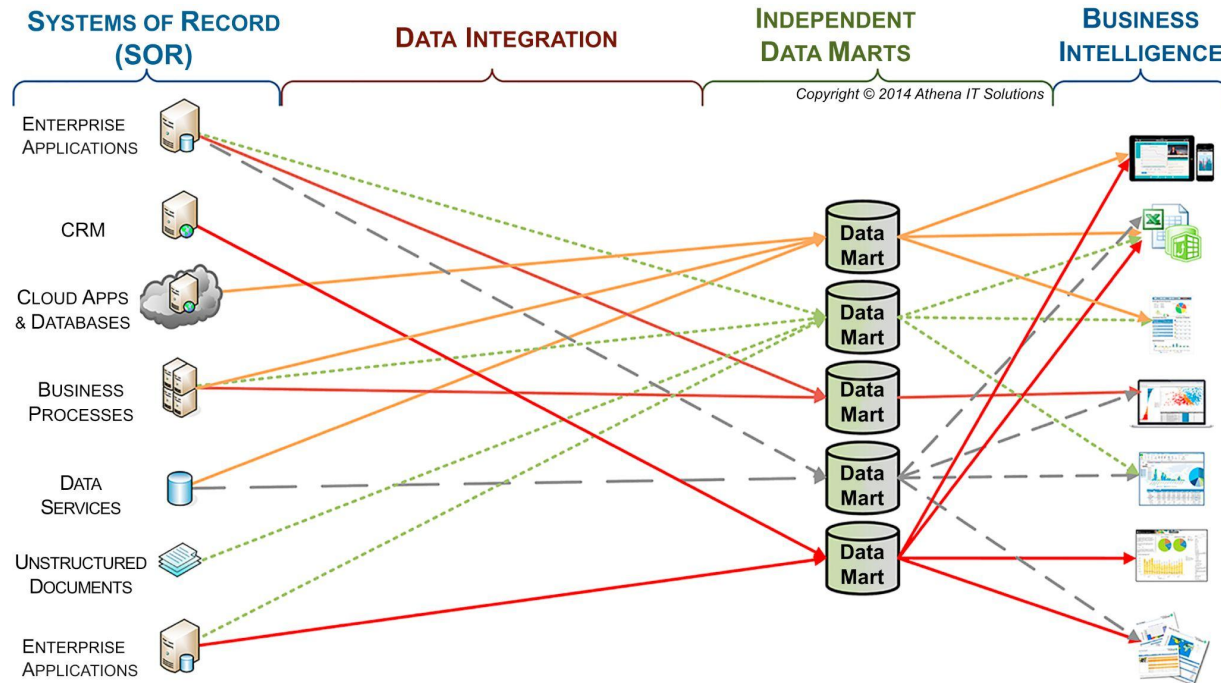 SYSTEMS OF RECORD
(SOR)
DATA INTEGRATION
INDEPENDENT
DATA MARTS
BUSINESS
INTELLIGENCE
Copyright © 2014 Athena IT Solutions
ENTERPRISE
APPLICATIONS
CRM
CLOUD APPS
& DATABASES
BUSINESS
PROCESSES
DATA
SERVICES
UNSTRUCTURED
DOCUMENTS
ENTERPRISE
APPLICATIONS
Data
Mart
Data
Mart
Data
Mart
Data
Mart
Data
Mart